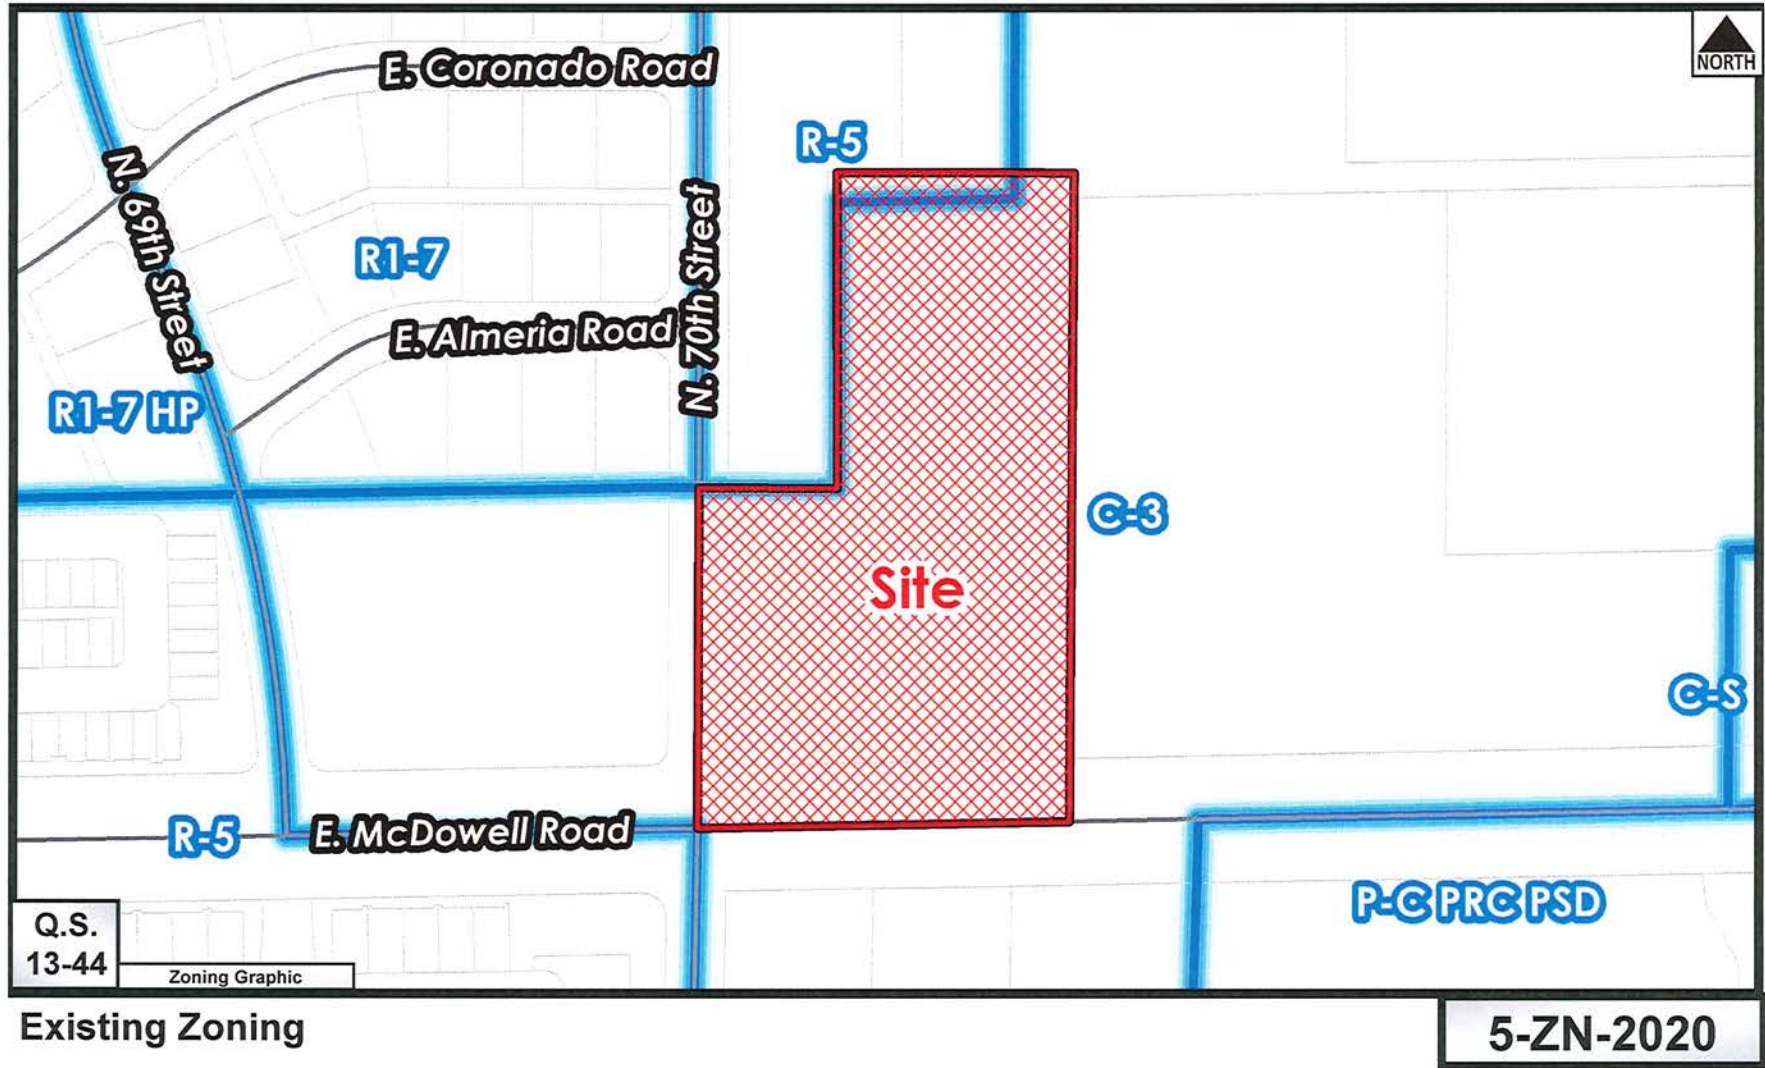 NORTH
E. Coronado Road
R-5
N. 69th Street
N. 70th Street
R1-7
E. Almeria Road
R1-7 HP
C-3
Site
C-S
R-5
E. McDowell Road
P-C PRC PSD
Q.S.
13-44
Zoning Graphic
Existing Zoning
5-ZN-2020